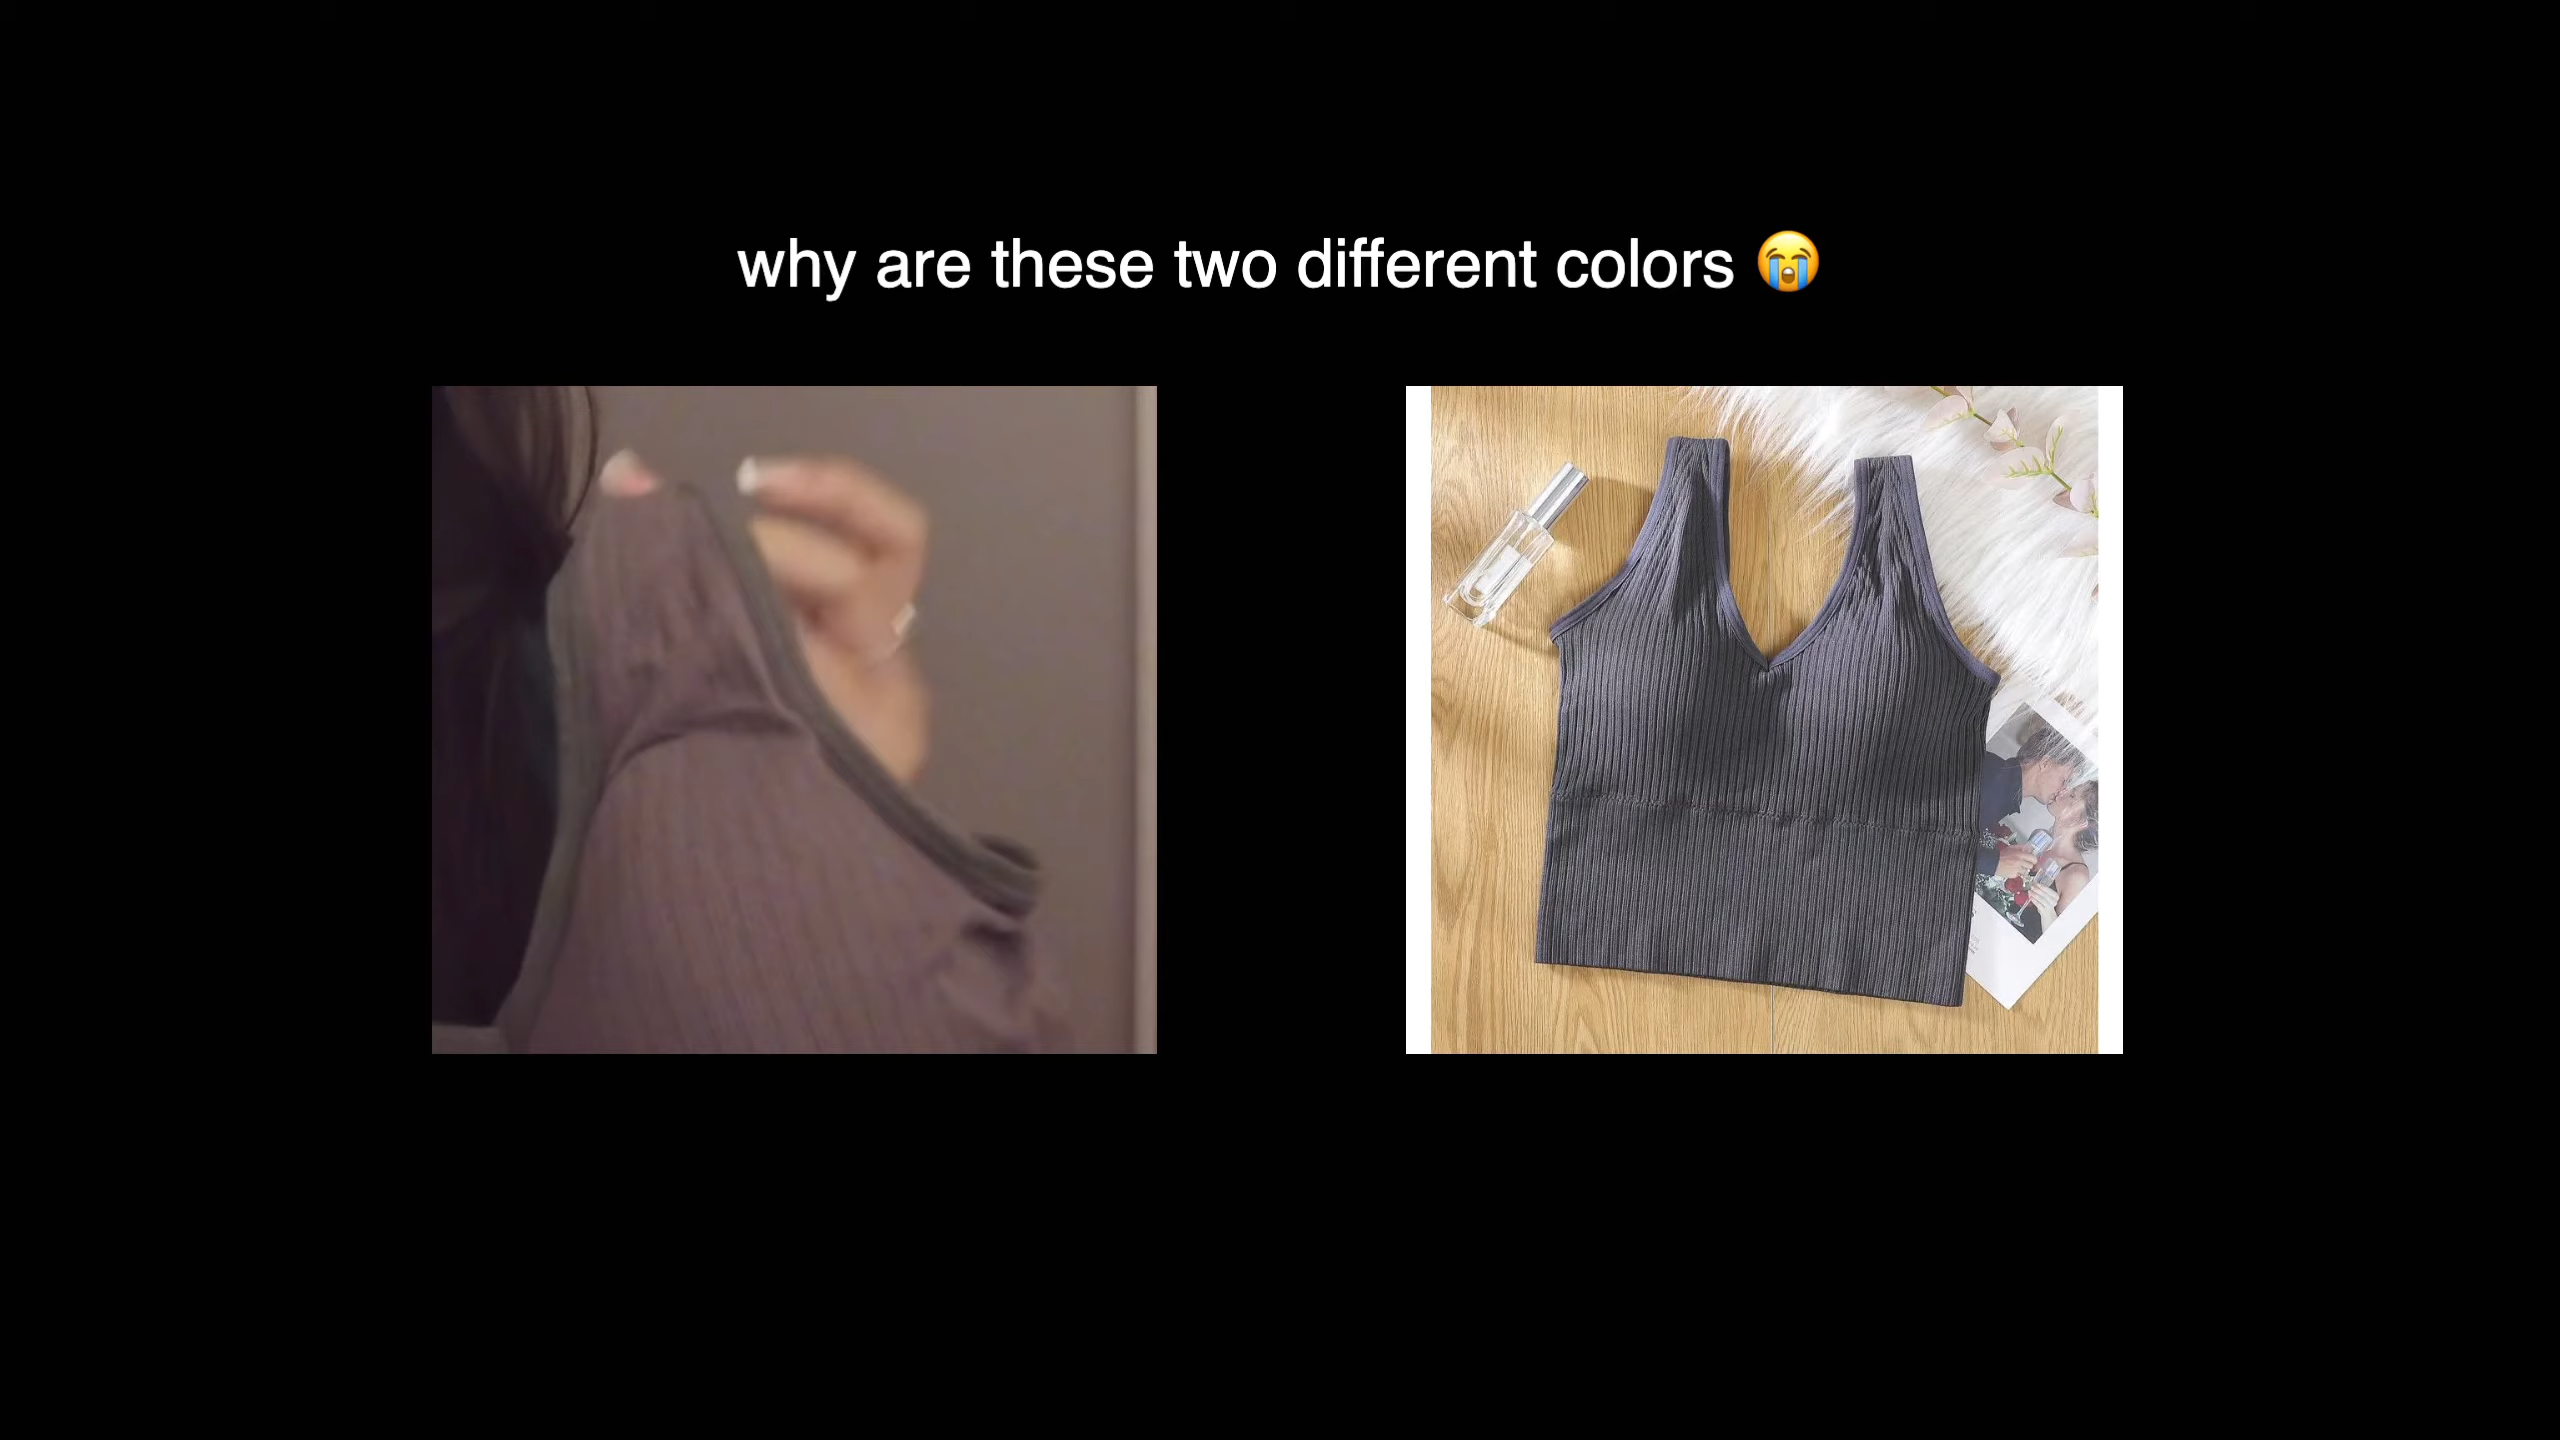 why are these two different colors 😭